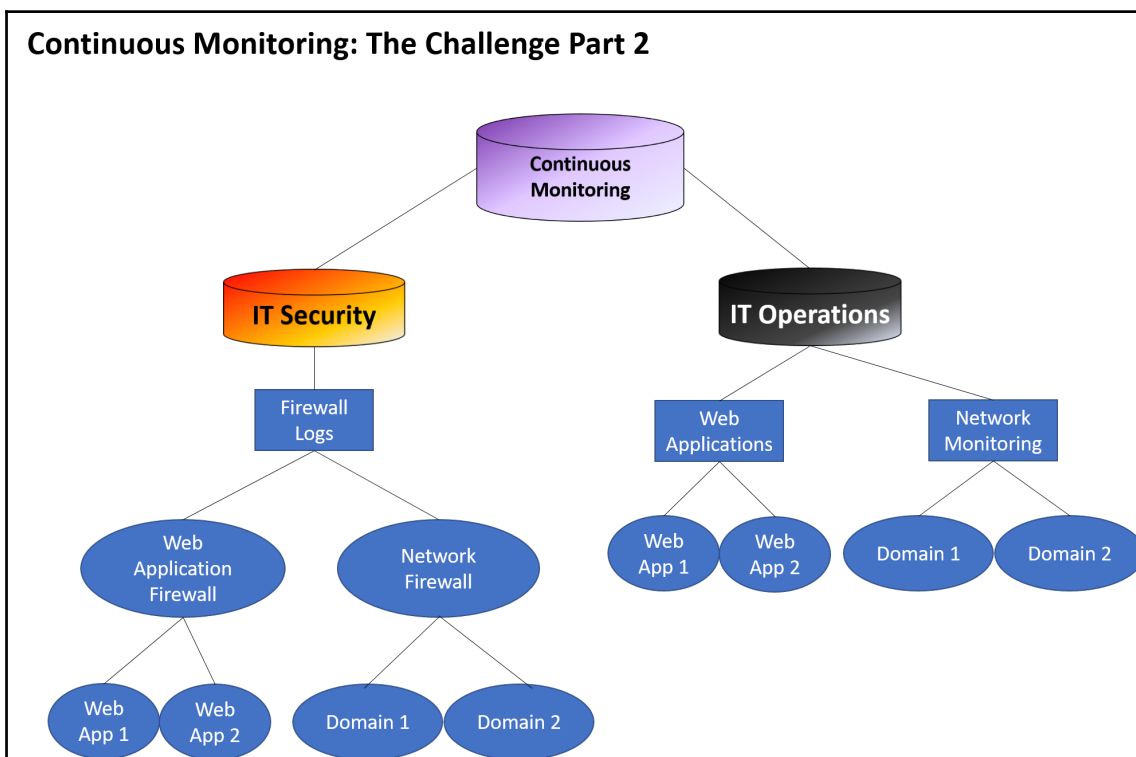 Continuous Monitoring: The Challenge Part 2
Continuous
Monitoring
IT Security
IT Operations
Firewall
Logs
Web
Applications
Network
Monitoring
Web
Application
Firewall
Network
Firewall
Web
App 1
Web
App 2
Domain 1
Domain 2
Web
App 1
Web
App 2
Domain 1
Domain 2